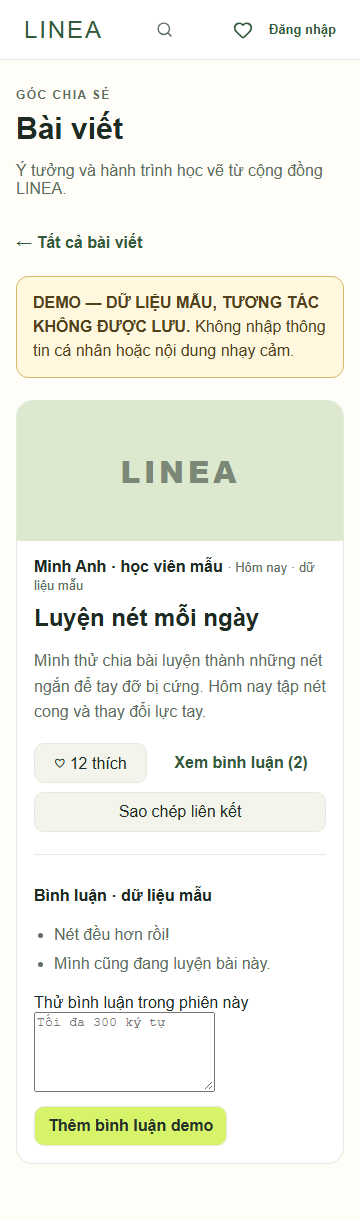 LINEA
Đăng nhập
GÓC CHIA SẺ
Bài viết
Ý tưởng và hành trình học vẽ từ cộng đồng
LINEA.
← Tất cả bài viết
DEMO — DỮ LIỆU MẪU, TƯƠNG TÁC
KHÔNG ĐƯỢC LƯU. Không nhập thông
tin cá nhân hoặc nội dung nhạy cảm.
LINEA
Minh Anh · học viên mẫu · Hôm nay · dữ
liệu mẫu
Luyện nét mỗi ngày
Mình thử chia bài luyện thành những nét
ngắn để tay đỡ bị cứng. Hôm nay tập nét
cong và thay đổi lực tay.
♡ 12 thích
Xem bình luận (2)
Sao chép liên kết
Bình luận · dữ liệu mẫu
• Nét đều hơn rồi!
• Mình cũng đang luyện bài này.
Thử bình luận trong phiên này
Tối đa 300 ký tự
Thêm bình luận demo